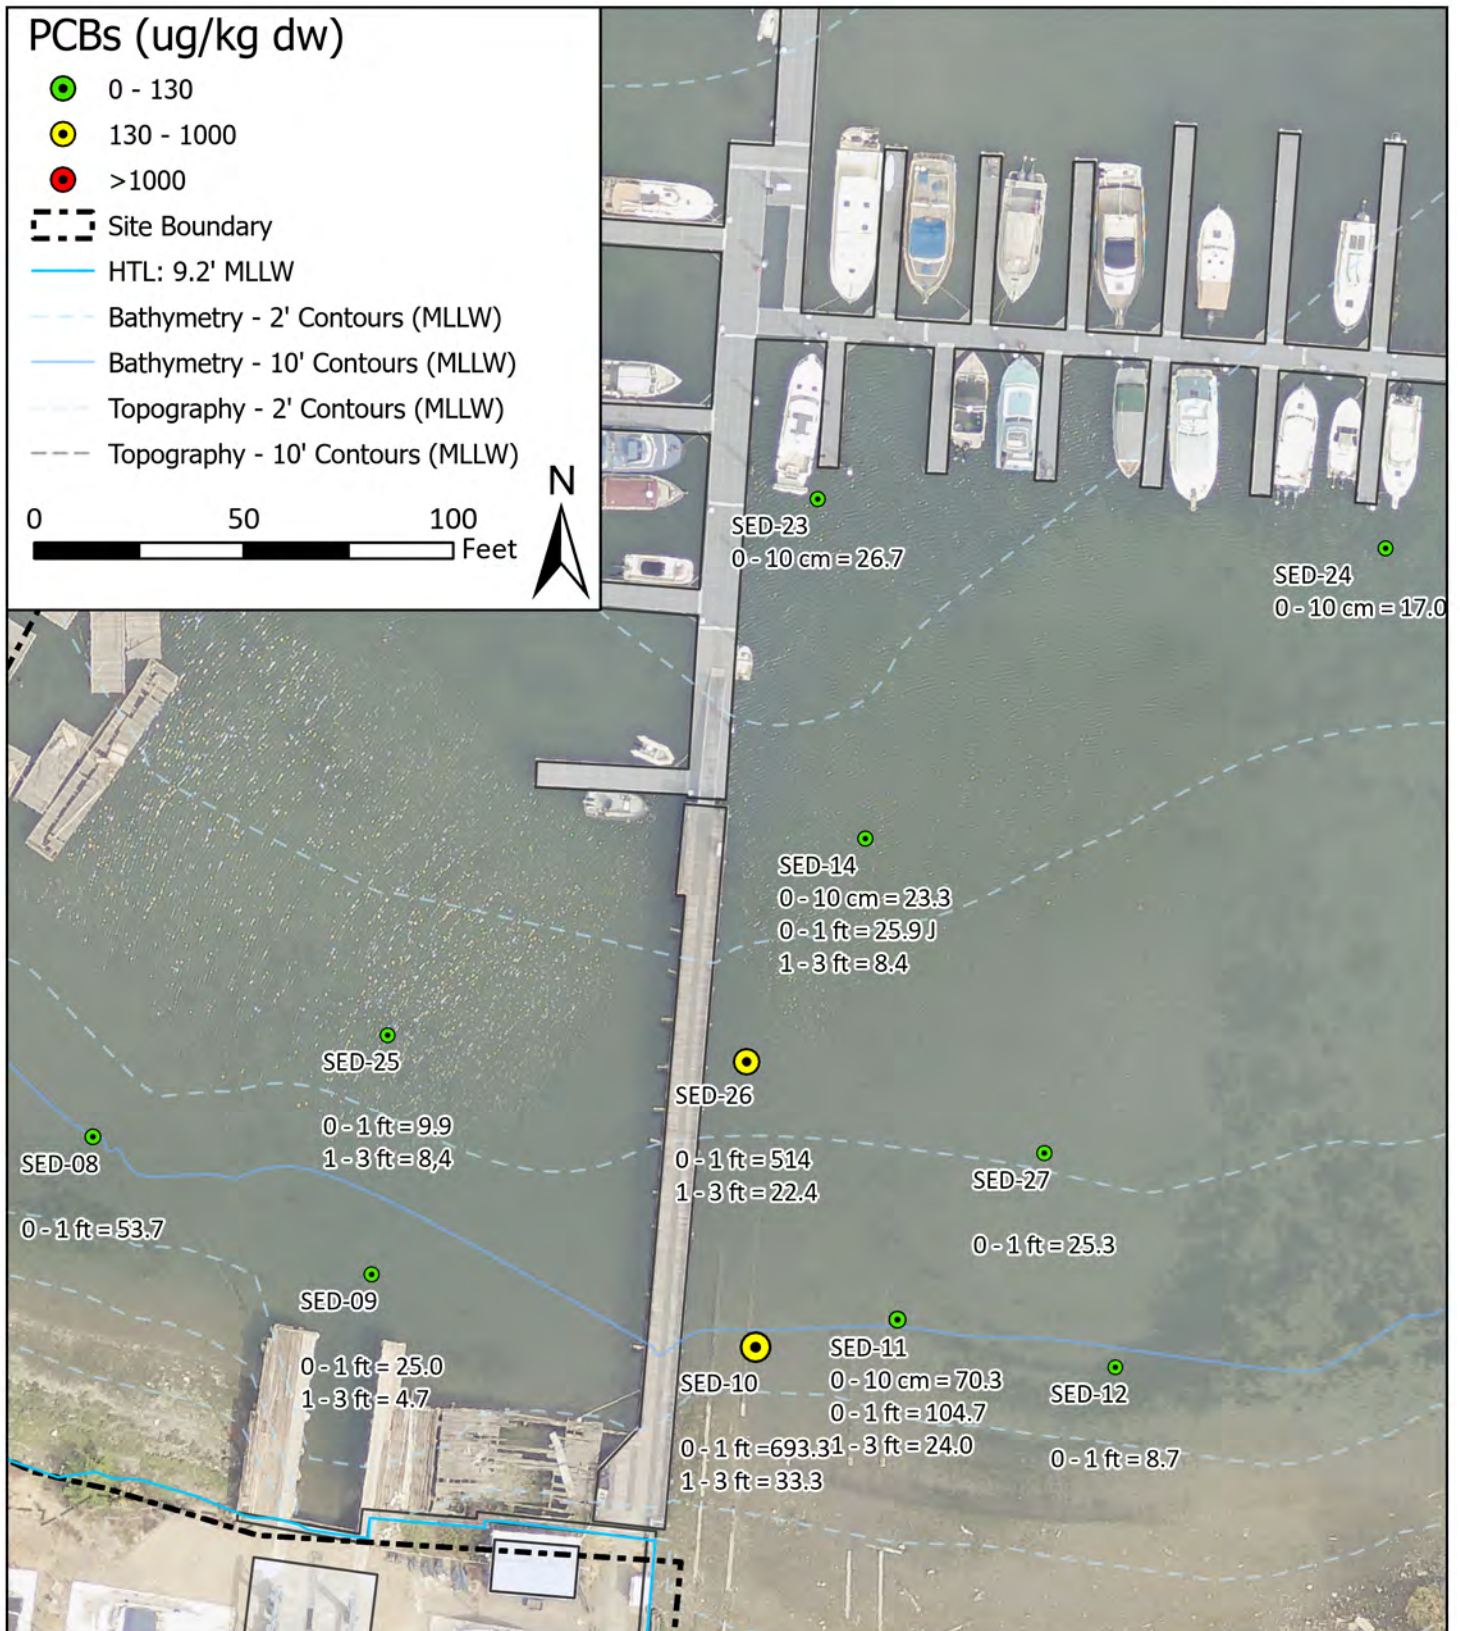 PCBs (ug/kg dw)
0 - 130
130 - 1000
>1000
Site Boundary
HTL: 9.2' MLLW
Bathymetry - 2' Contours (MLLW)
Bathymetry - 10' Contours (MLLW)
Topography - 2' Contours (MLLW)
Topography - 10' Contours (MLLW)
N
0 50 100
Feet
SED-23
0 - 10 cm = 26.7
SED-24
0 - 10 cm = 17.0
SED-14
0 - 10 cm = 23.3
0 - 1 ft = 25.9 J
1 - 3 ft = 8.4
SED-25
0 - 1 ft = 9.9
1 - 3 ft = 8,4
SED-26
0 - 1 ft = 514
1 - 3 ft = 22.4
SED-08
0 - 1 ft = 53.7
SED-27
0 - 1 ft = 25.3
SED-09
0 - 1 ft = 25.0
1 - 3 ft = 4.7
SED-10
0 - 1 ft =693.3
1 - 3 ft = 33.3
SED-11
0 - 10 cm = 70.3
0 - 1 ft = 104.7
1 - 3 ft = 24.0
SED-12
0 - 1 ft = 8.7